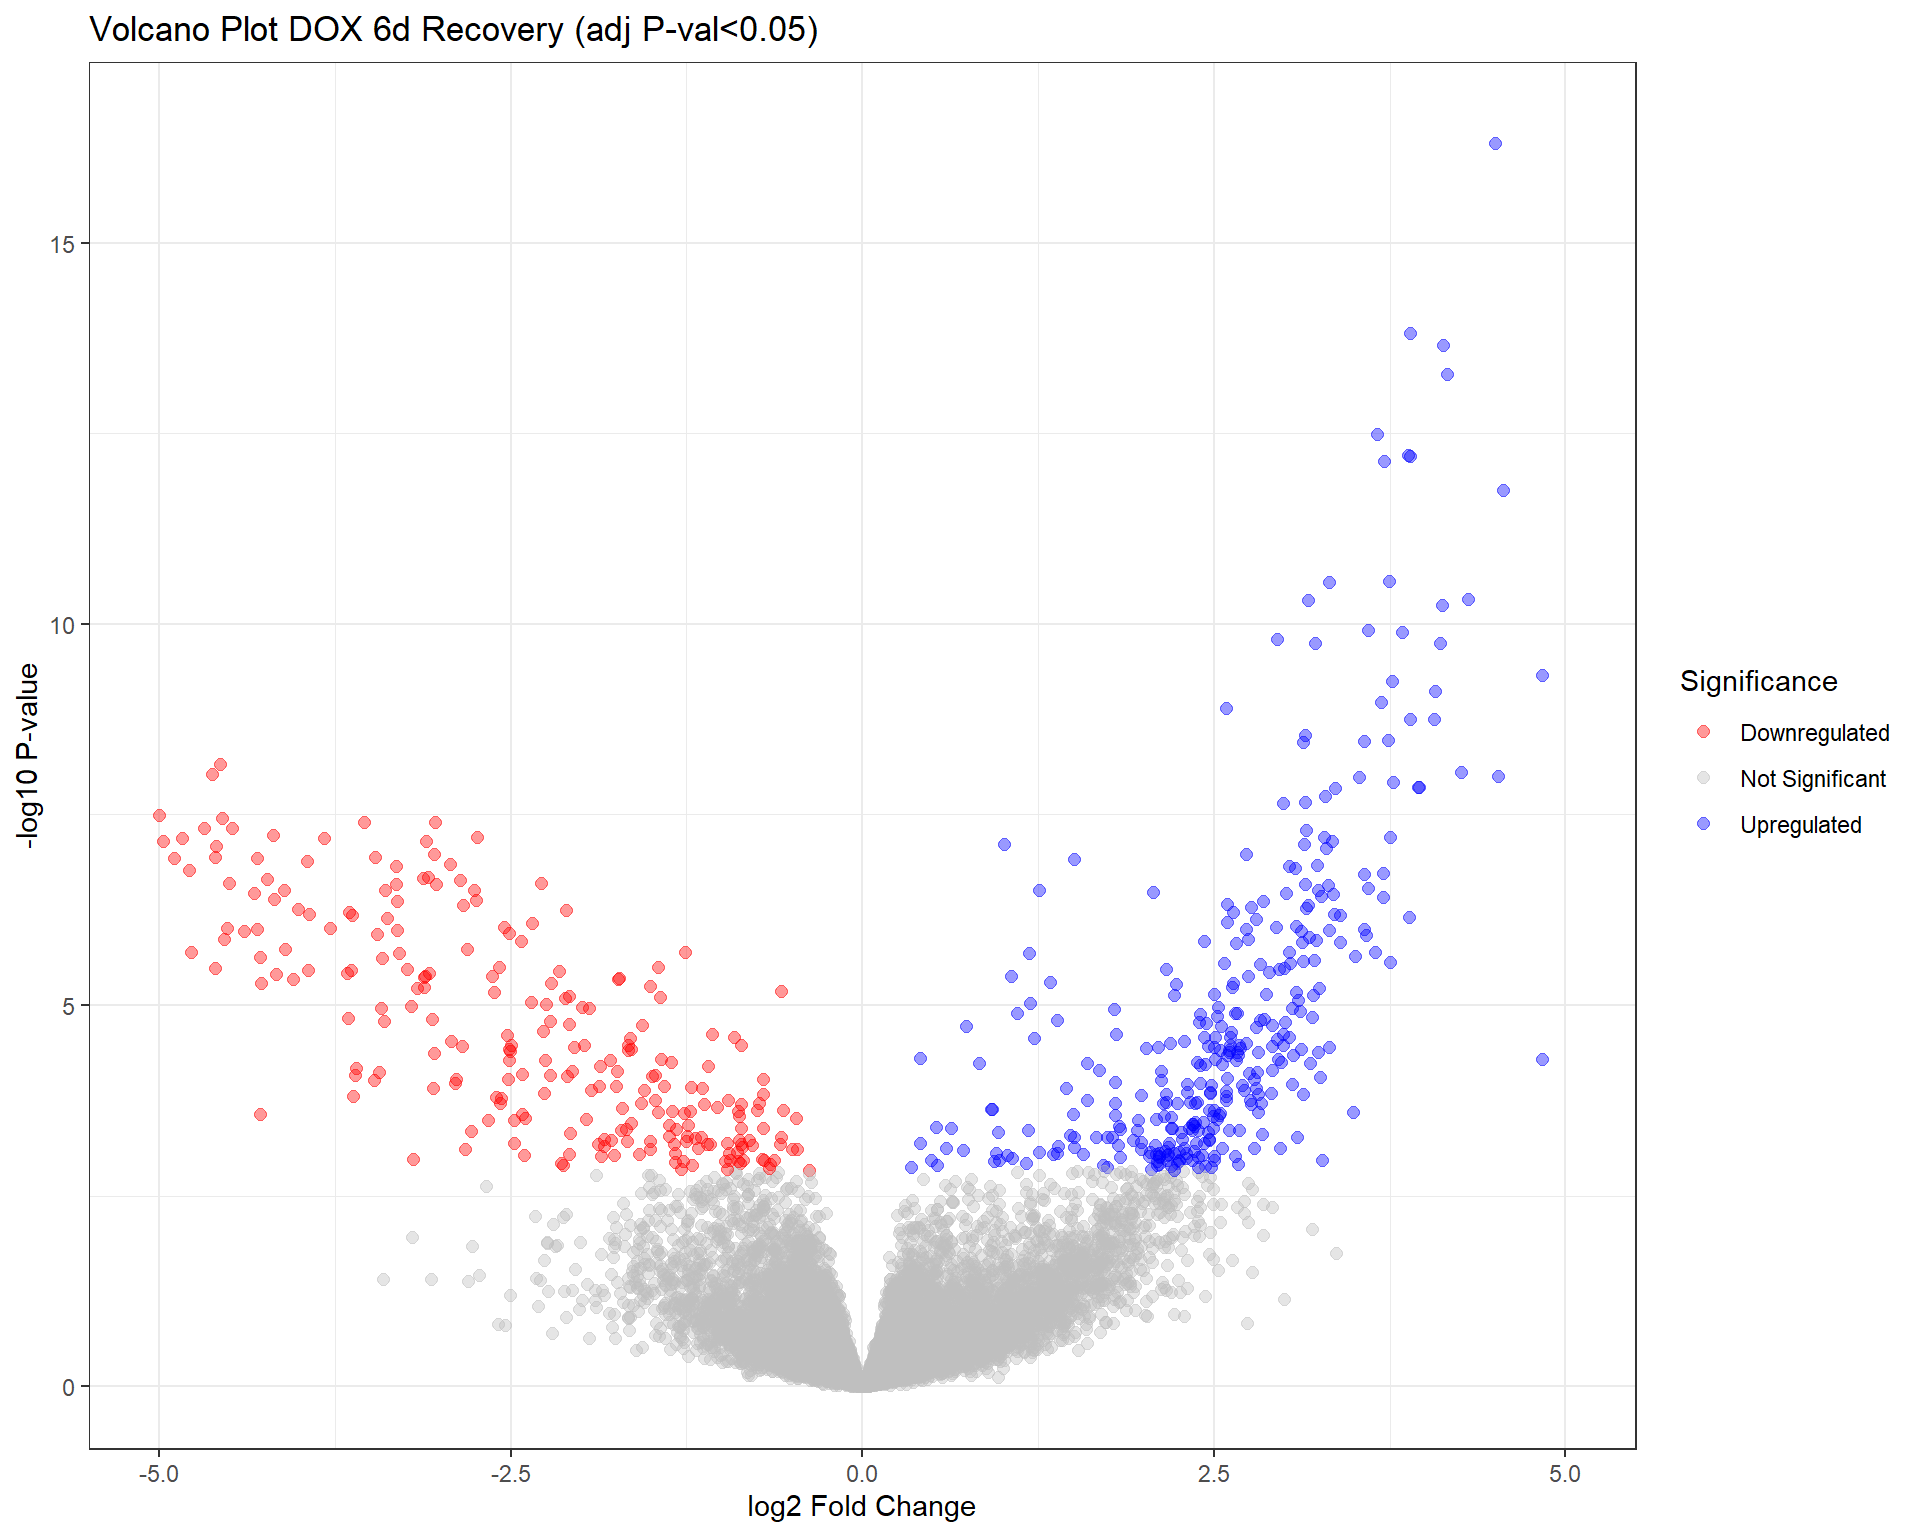 Volcano Plot DOX 6d Recovery (adj P-val<0.05)
15
10
5
0
-log10 P-value
-5.0
-2.5
0.0
2.5
5.0
log2 Fold Change
Significance
Downregulated
Not Significant
Upregulated